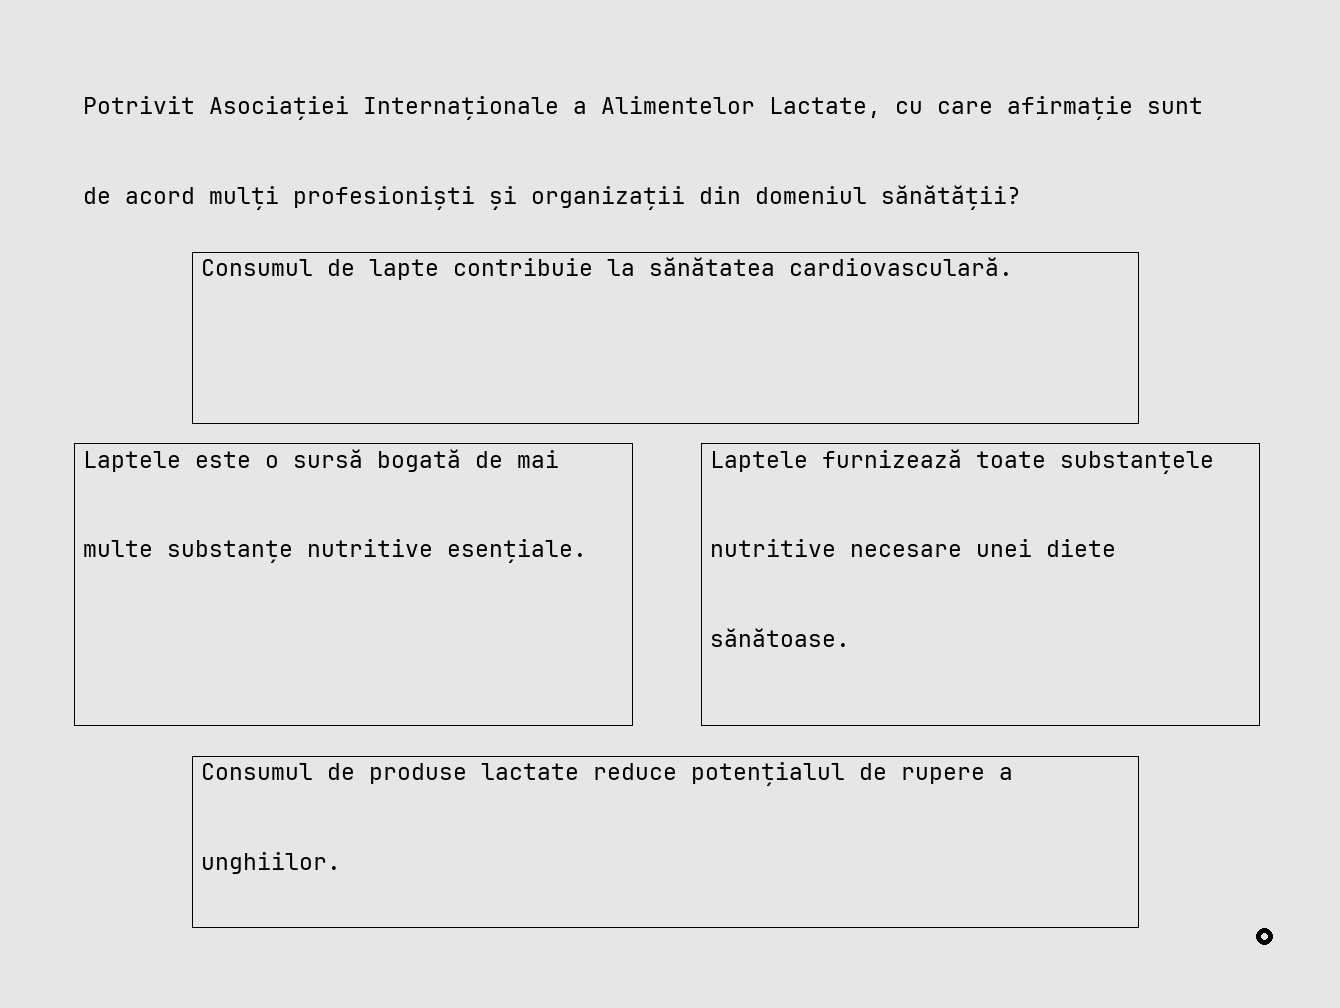 Potrivit Asociației Internaționale a Alimentelor Lactate, cu care afirmație sunt
de acord mulți profesioniști și organizații din domeniul sănătății?
Consumul de lapte contribuie la sănătatea cardiovasculară.
Laptele este o sursă bogată de mai
multe substanțe nutritive esențiale.
Laptele furnizează toate substanțele
nutritive necesare unei diete
sănătoase.
Consumul de produse lactate reduce potențialul de rupere a
unghiilor.